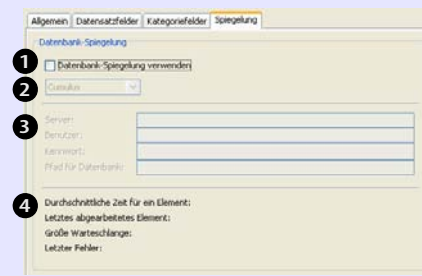 Allgemein Datensatzfelder Kategoriefelder Spiegelung
Datenbank-Spiegelung
1 Datenbank-Spiegelung verwenden
2 Cumulus
3 Server:
Benutzer:
Kennwort:
Pfad für Datenbank:
4 Durchschnittliche Zeit für ein Element:
Letztes abgearbeitetes Element:
Größe Warteschlange:
Letzter Fehler: